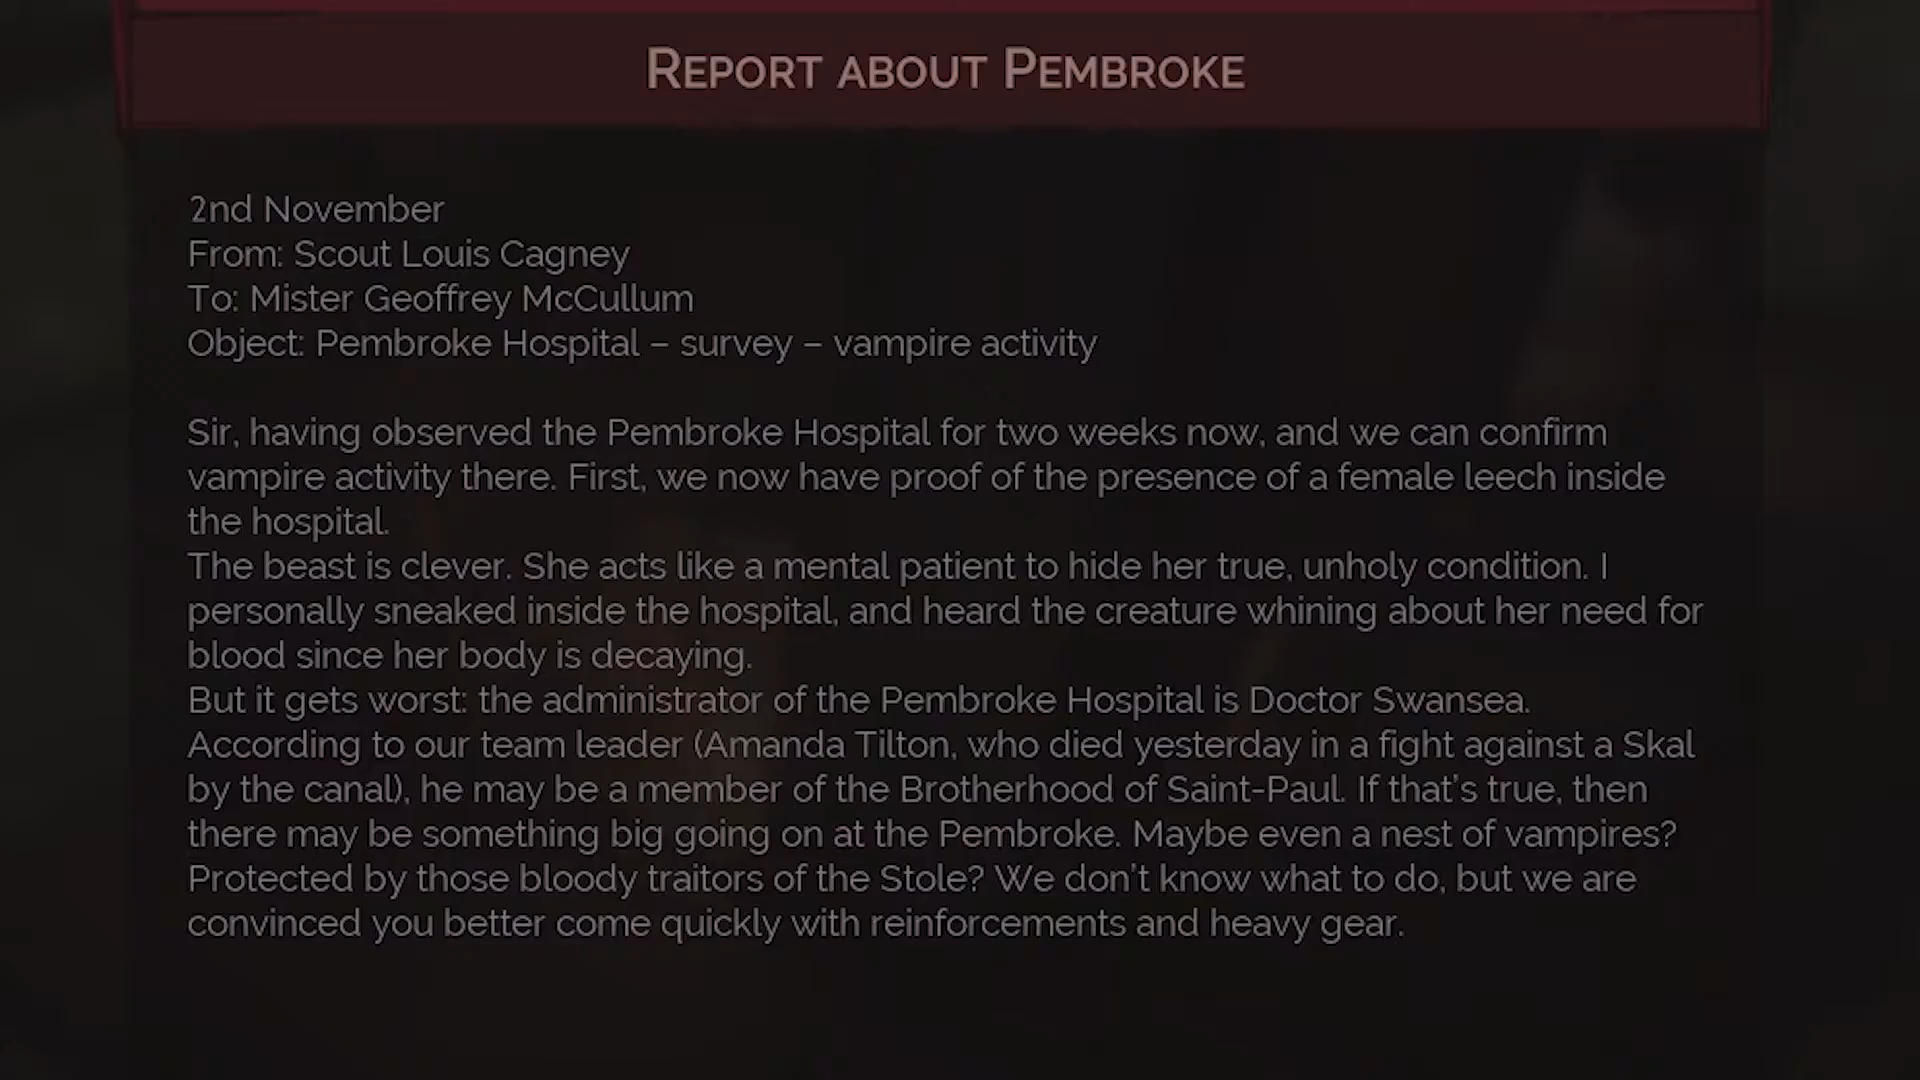 Report about Pembroke
2nd November
From: Scout Louis Cagney
To: Mister Geoffrey McCullum
Object: Pembroke Hospital – survey – vampire activity
Sir, having observed the Pembroke Hospital for two weeks now, and we can confirm
vampire activity there. First, we now have proof of the presence of a female leech inside
the hospital.
The beast is clever. She acts like a mental patient to hide her true, unholy condition. I
personally sneaked inside the hospital, and heard the creature whining about her need for
blood since her body is decaying.
But it gets worst: the administrator of the Pembroke Hospital is Doctor Swansea.
According to our team leader (Amanda Tilton, who died yesterday in a fight against a Skal
by the canal), he may be a member of the Brotherhood of Saint-Paul. If that's true, then
there may be something big going on at the Pembroke. Maybe even a nest of vampires?
Protected by those bloody traitors of the Stole? We don't know what to do, but we are
convinced you better come quickly with reinforcements and heavy gear.